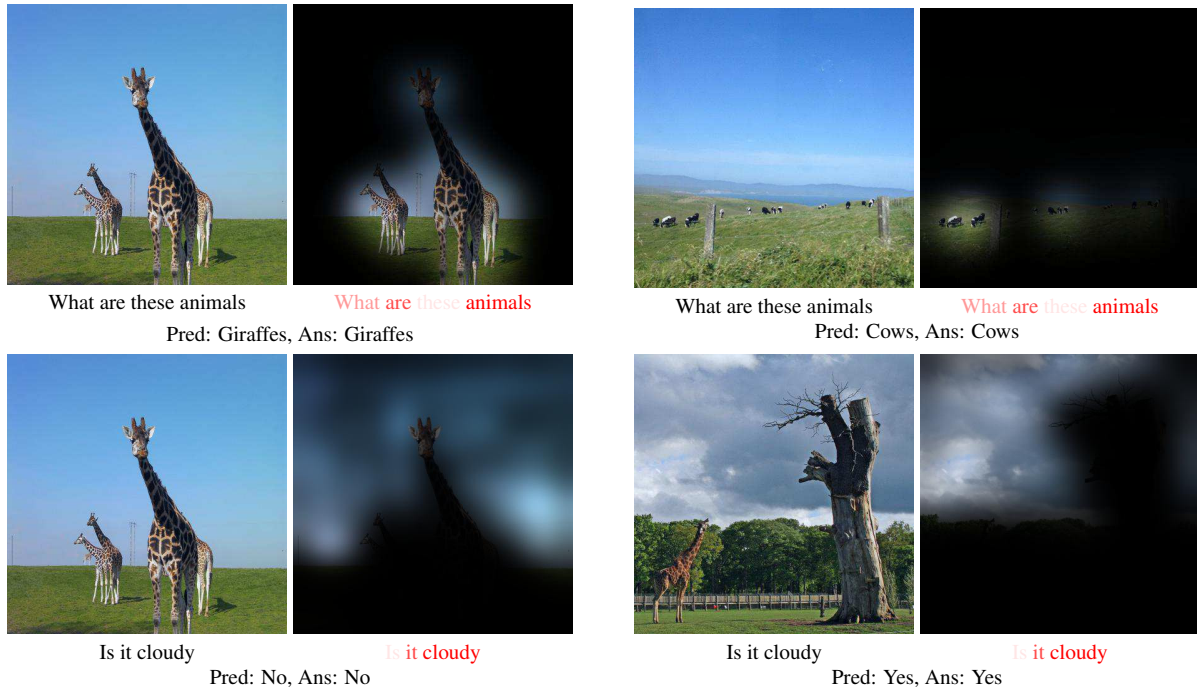 What are these animals
What are these animals
Pred: Giraffes, Ans: Giraffes
What are these animals
What are these animals
Pred: Cows, Ans: Cows
Is it cloudy
Is it cloudy
Pred: No, Ans: No
Is it cloudy
Is it cloudy
Pred: Yes, Ans: Yes